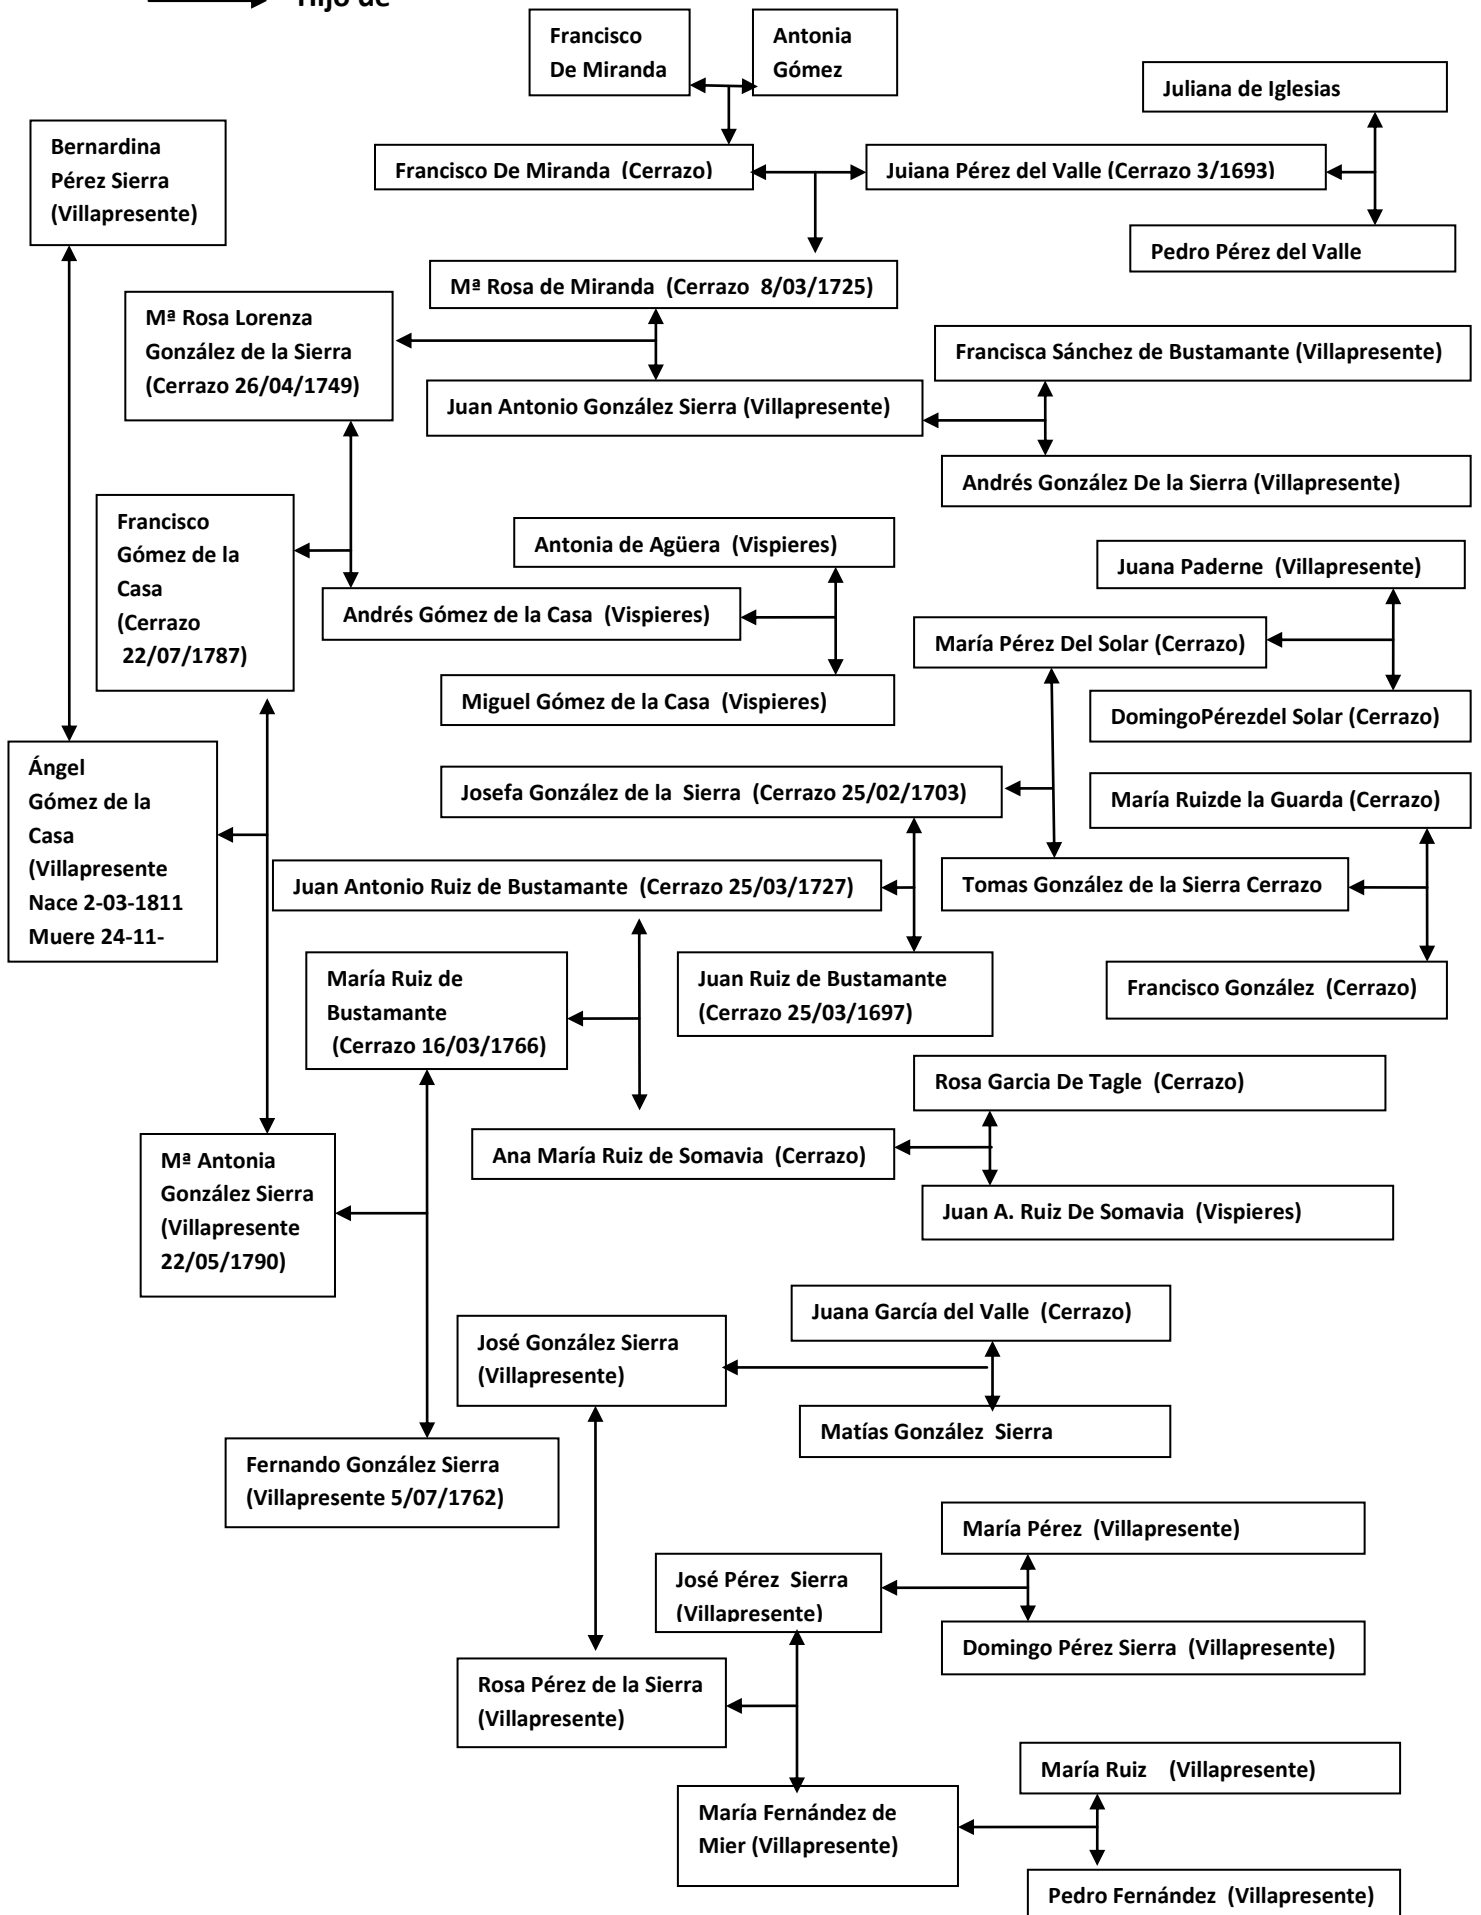 Hijo de
Francisco
De Miranda
Antonia
Gómez
Juliana de Iglesias
Bernardina
Pérez Sierra
(Villapresente)
Francisco De Miranda (Cerrazo)
Juiana Pérez del Valle (Cerrazo 3/1693)
Pedro Pérez del Valle
Mª Rosa de Miranda (Cerrazo 8/03/1725)
Mª Rosa Lorenza
González de la Sierra
(Cerrazo 26/04/1749)
Francisca Sánchez de Bustamante (Villapresente)
Juan Antonio González Sierra (Villapresente)
Andrés González De la Sierra (Villapresente)
Francisco
Gómez de la
Casa
(Cerrazo
22/07/1787)
Antonia de Agüera (Vispieres)
Juana Paderne (Villapresente)
Andrés Gómez de la Casa (Vispieres)
María Pérez Del Solar (Cerrazo)
Miguel Gómez de la Casa (Vispieres)
DomingoPérezdel Solar (Cerrazo)
Ángel
Gómez de la
Casa
(Villapresente
Nace 2-03-1811
Muere 24-11-
Josefa González de la Sierra (Cerrazo 25/02/1703)
María Ruizde la Guarda (Cerrazo)
Juan Antonio Ruiz de Bustamante (Cerrazo 25/03/1727)
Tomas González de la Sierra Cerrazo
María Ruiz de
Bustamante
(Cerrazo 16/03/1766)
Juan Ruiz de Bustamante
(Cerrazo 25/03/1697)
Francisco González (Cerrazo)
Rosa Garcia De Tagle (Cerrazo)
Ana María Ruiz de Somavia (Cerrazo)
Mª Antonia
González Sierra
(Villapresente
22/05/1790)
Juan A. Ruiz De Somavia (Vispieres)
Juana García del Valle (Cerrazo)
José González Sierra
(Villapresente)
Matías González Sierra
Fernando González Sierra
(Villapresente 5/07/1762)
María Pérez (Villapresente)
José Pérez Sierra
(Villapresente)
Domingo Pérez Sierra (Villapresente)
Rosa Pérez de la Sierra
(Villapresente)
María Ruiz (Villapresente)
María Fernández de
Mier (Villapresente)
Pedro Fernández (Villapresente)